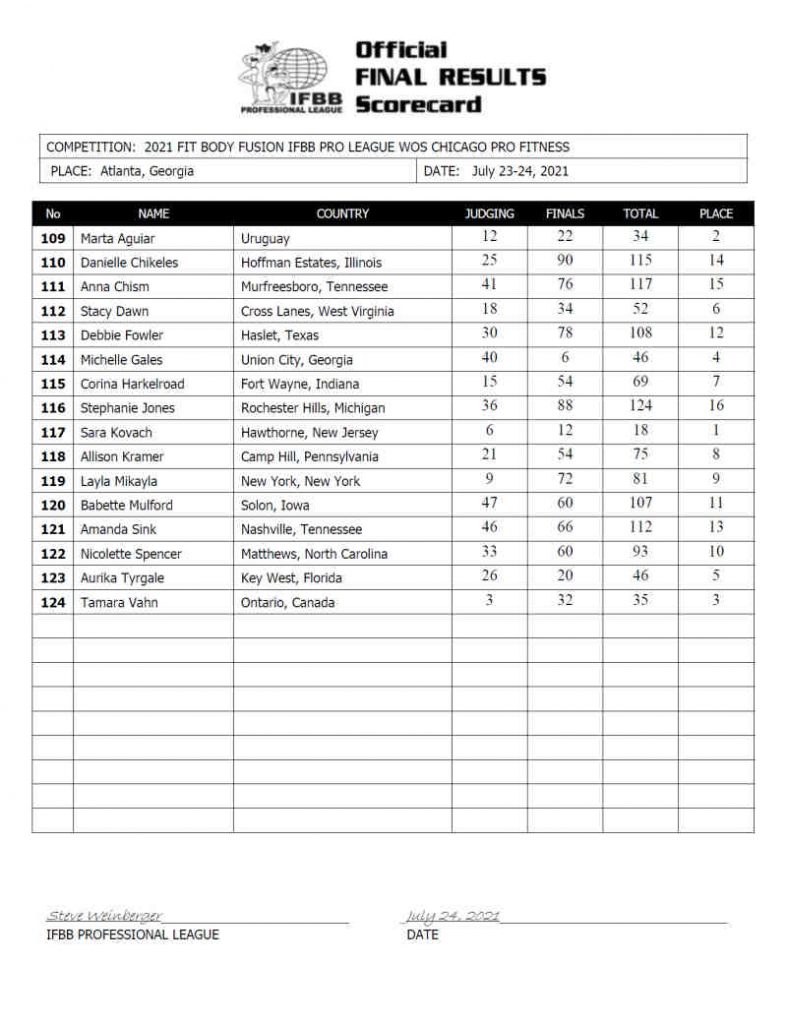 Official
FINAL RESULTS
Scorecard
IFBB
PROFESSIONAL LEAGUE
COMPETITION: 2021 FIT BODY FUSION IFBB PRO LEAGUE WOS CHICAGO PRO FITNESS
PLACE: Atlanta, Georgia DATE: July 23-24, 2021
No NAME COUNTRY JUDGING FINALS TOTAL PLACE
109 Marta Aguiar Uruguay 12 22 34 2
110 Danielle Chikeles Hoffman Estates, Illinois 25 90 115 14
111 Anna Chism Murfreesboro, Tennessee 41 76 117 15
112 Stacy Dawn Cross Lanes, West Virginia 18 34 52 6
113 Debbie Fowler Haslet, Texas 30 78 108 12
114 Michelle Gales Union City, Georgia 40 6 46 4
115 Corina Harkelroad Fort Wayne, Indiana 15 54 69 7
116 Stephanie Jones Rochester Hills, Michigan 36 88 124 16
117 Sara Kovach Hawthorne, New Jersey 6 12 18 1
118 Allison Kramer Camp Hill, Pennsylvania 21 54 75 8
119 Layla Mikayla New York, New York 9 72 81 9
120 Babette Mulford Solon, Iowa 47 60 107 11
121 Amanda Sink Nashville, Tennessee 46 66 112 13
122 Nicolette Spencer Matthews, North Carolina 33 60 93 10
123 Aurika Tyrgale Key West, Florida 26 20 46 5
124 Tamara Vahn Ontario, Canada 3 32 35 3
Steve Weinberger July 24, 2021
IFBB PROFESSIONAL LEAGUE DATE